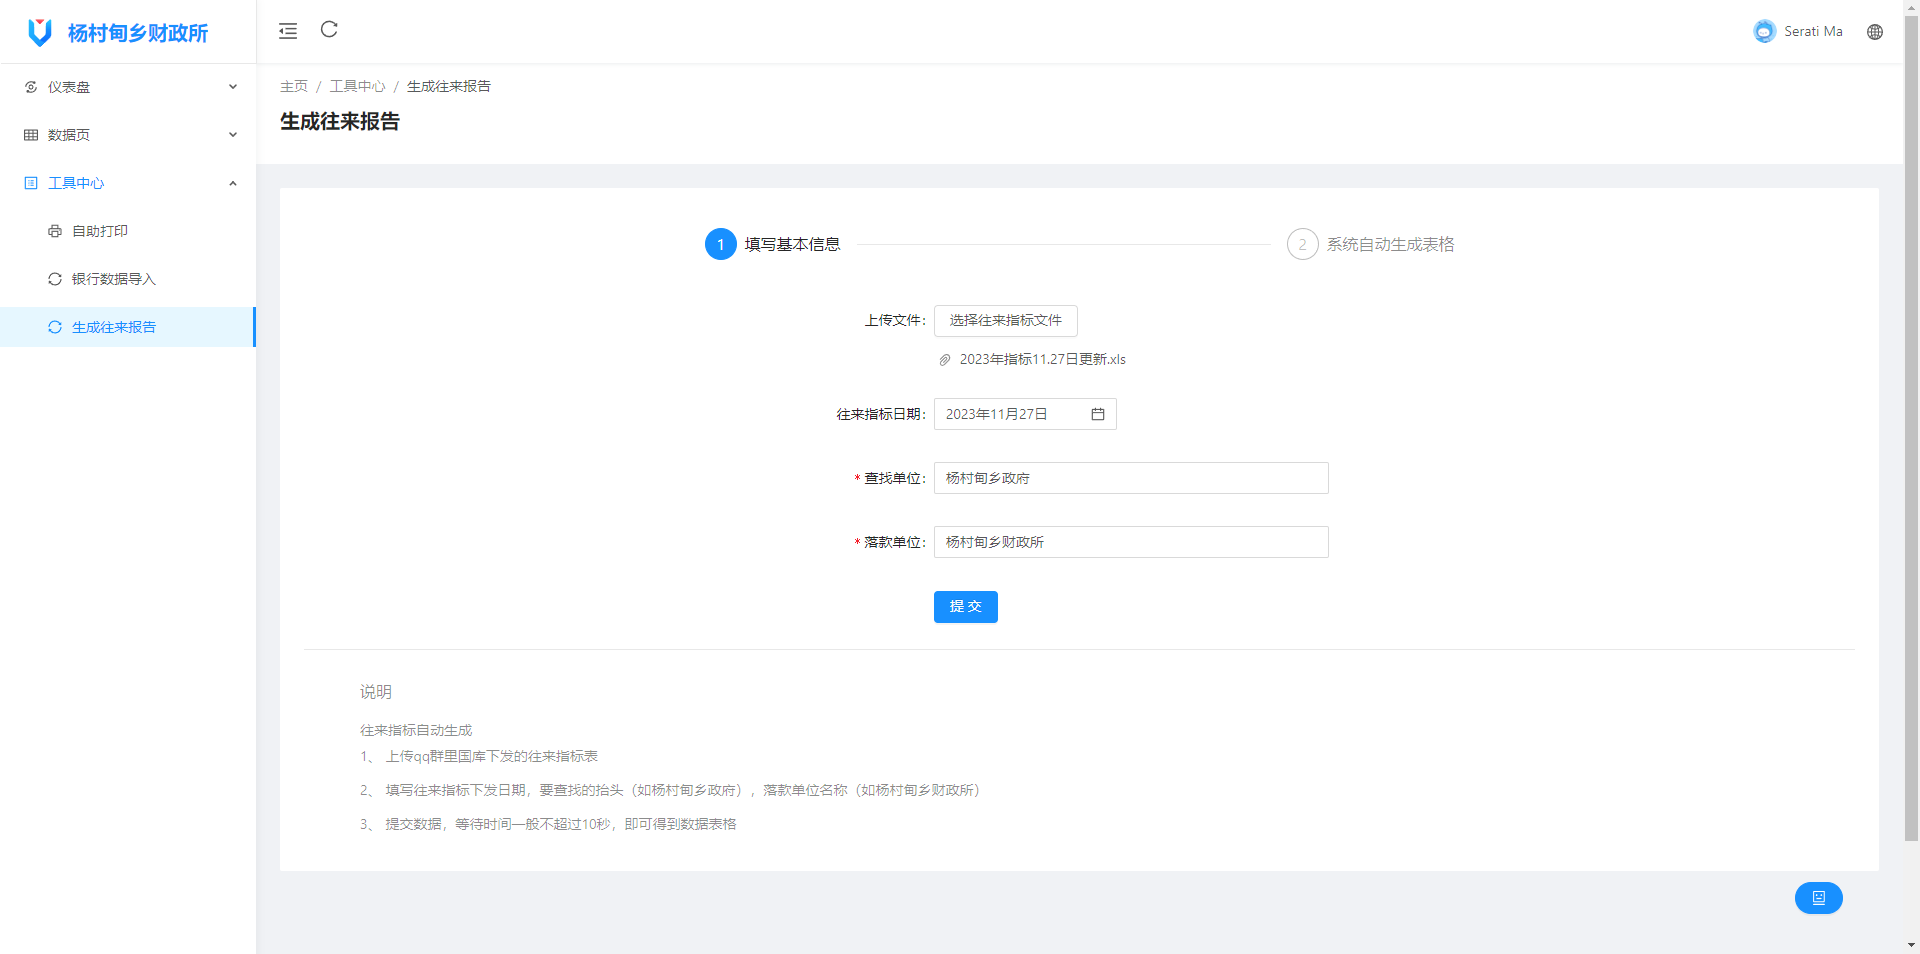 杨村甸乡财政所
Serati Ma
仪表盘
数据页
工具中心
自助打印
银行数据导入
生成往来报告
主页 / 工具中心 / 生成往来报告
生成往来报告
1 填写基本信息
2 系统自动生成表格
上传文件: 选择往来指标文件
2023年指标11.27日更新.xls
往来指标日期: 2023年11月27日
* 查找单位: 杨村甸乡政府
* 落款单位: 杨村甸乡财政所
提 交
说明
往来指标自动生成
1、 上传qq群里国库下发的往来指标表
2、 填写往来指标下发日期，要查找的抬头（如杨村甸乡政府），落款单位名称（如杨村甸乡财政所）
3、 提交数据，等待时间一般不超过10秒，即可得到数据表格